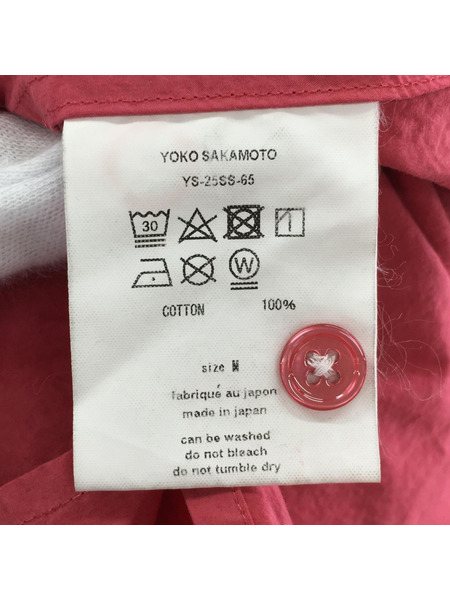 YOKO SAKAMOTO
YS-25SS-65
30
W
COTTON 100%
size M
fabriqué au japon
made in japan
can be washed
do not bleach
do not tumble dry